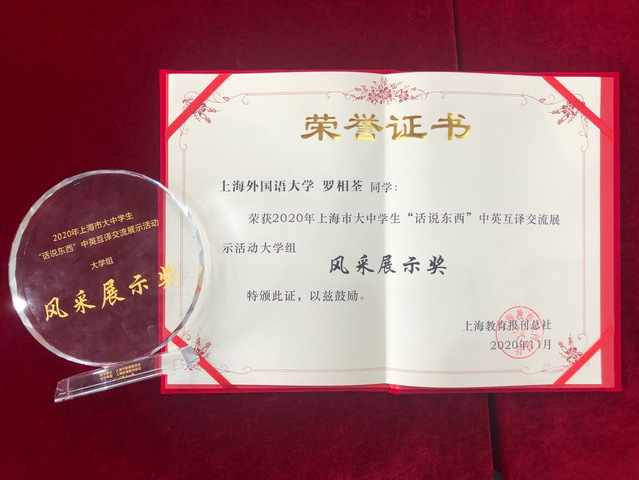 2020年上海市大中学生
“话说东西”中英互译交流展示活动
大学组
风采展示奖
荣誉证书
上海外国语大学 罗相荃 同学：
荣获2020年上海市大中学生“话说东西”中英互译交流展
示活动大学组
风采展示奖
特颁此证，以兹鼓励。
上海教育报刊总社
2020年11月